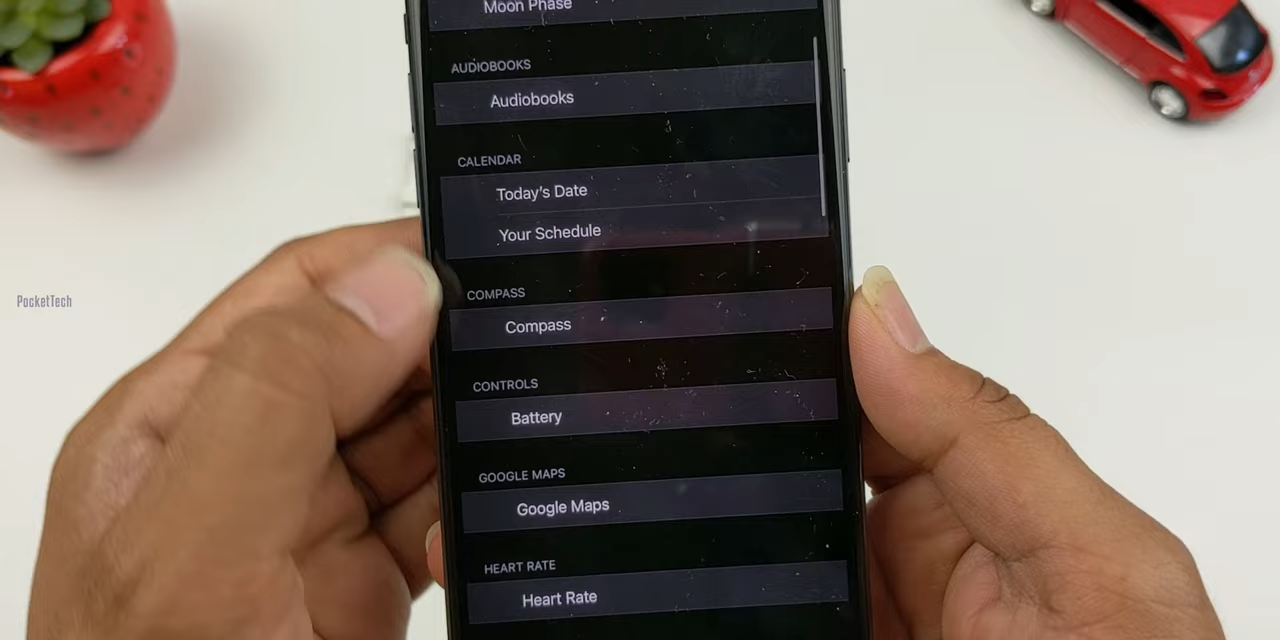 Moon Phase
AUDIOBOOKS
Audiobooks
CALENDAR
Today's Date
Your Schedule
PocketTech
COMPASS
Compass
CONTROLS
Battery
GOOGLE MAPS
Google Maps
HEART RATE
Heart Rate